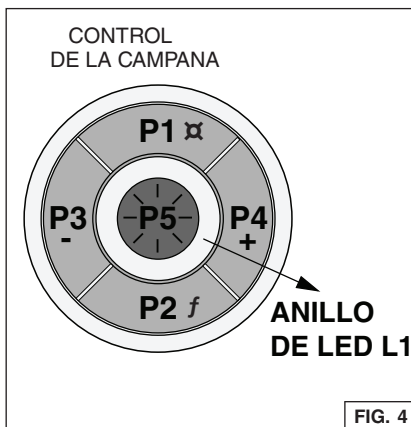 CONTROL
DE LA CAMPANA
P1 ¤
P3
-
P5
P4
+
P2 ƒ
ANILLO
DE LED L1
FIG. 4